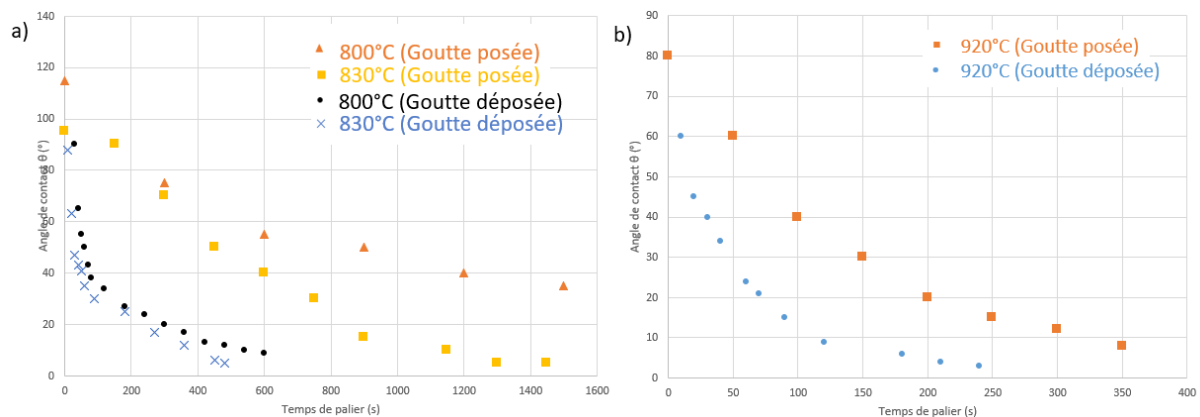 a)
140
120
100
80
60
40
20
0
Angle de contact θ (°)
800°C (Goutte posée)
830°C (Goutte posée)
800°C (Goutte déposée)
830°C (Goutte déposée)
0 200 400 600 800 1000 1200 1400 1600
Temps de palier (s)
b)
90
80
70
60
50
40
30
20
10
0
Angle de contact θ (°)
920°C (Goutte posée)
920°C (Goutte déposée)
0 50 100 150 200 250 300 350 400
Temps de palier (s)